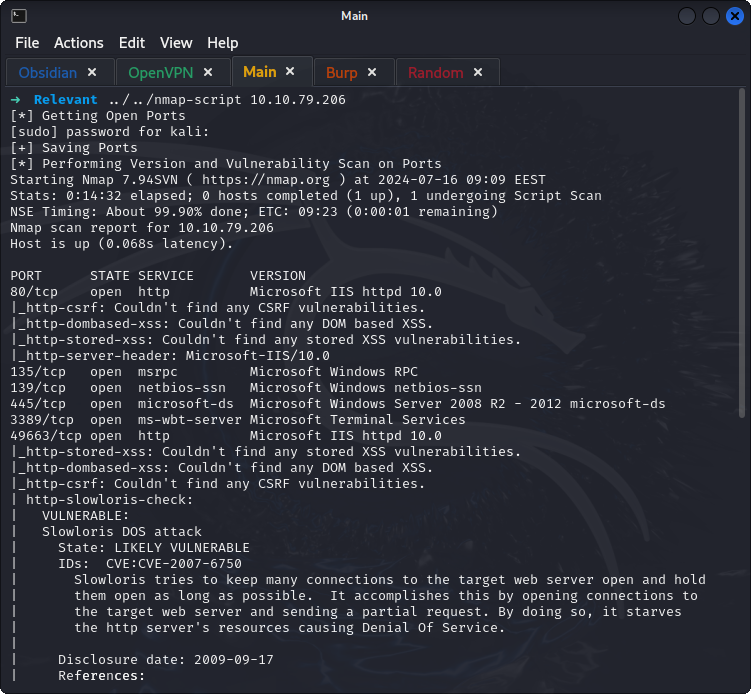 Main
File Actions Edit View Help
Obsidian × OpenVPN × Main × Burp × Random ×
→ Relevant ../../nmap-script 10.10.79.206
[*] Getting Open Ports
[sudo] password for kali:
[+] Saving Ports
[*] Performing Version and Vulnerability Scan on Ports
Starting Nmap 7.94SVN ( https://nmap.org ) at 2024-07-16 09:09 EEST
Stats: 0:14:32 elapsed; 0 hosts completed (1 up), 1 undergoing Script Scan
NSE Timing: About 99.90% done; ETC: 09:23 (0:00:01 remaining)
Nmap scan report for 10.10.79.206
Host is up (0.068s latency).
PORT      STATE SERVICE       VERSION
80/tcp    open  http          Microsoft IIS httpd 10.0
|_http-csrf: Couldn't find any CSRF vulnerabilities.
|_http-dombased-xss: Couldn't find any DOM based XSS.
|_http-stored-xss: Couldn't find any stored XSS vulnerabilities.
|_http-server-header: Microsoft-IIS/10.0
135/tcp   open  msrpc         Microsoft Windows RPC
139/tcp   open  netbios-ssn   Microsoft Windows netbios-ssn
445/tcp   open  microsoft-ds  Microsoft Windows Server 2008 R2 - 2012 microsoft-ds
3389/tcp  open  ms-wbt-server Microsoft Terminal Services
49663/tcp open  http          Microsoft IIS httpd 10.0
|_http-stored-xss: Couldn't find any stored XSS vulnerabilities.
|_http-dombased-xss: Couldn't find any DOM based XSS.
|_http-csrf: Couldn't find any CSRF vulnerabilities.
| http-slowloris-check:
|   VULNERABLE:
|   Slowloris DOS attack
|     State: LIKELY VULNERABLE
|     IDs:  CVE:CVE-2007-6750
|       Slowloris tries to keep many connections to the target web server open and hold
|       them open as long as possible.  It accomplishes this by opening connections to
|       the target web server and sending a partial request. By doing so, it starves
|       the http server's resources causing Denial Of Service.
|
|     Disclosure date: 2009-09-17
|     References: